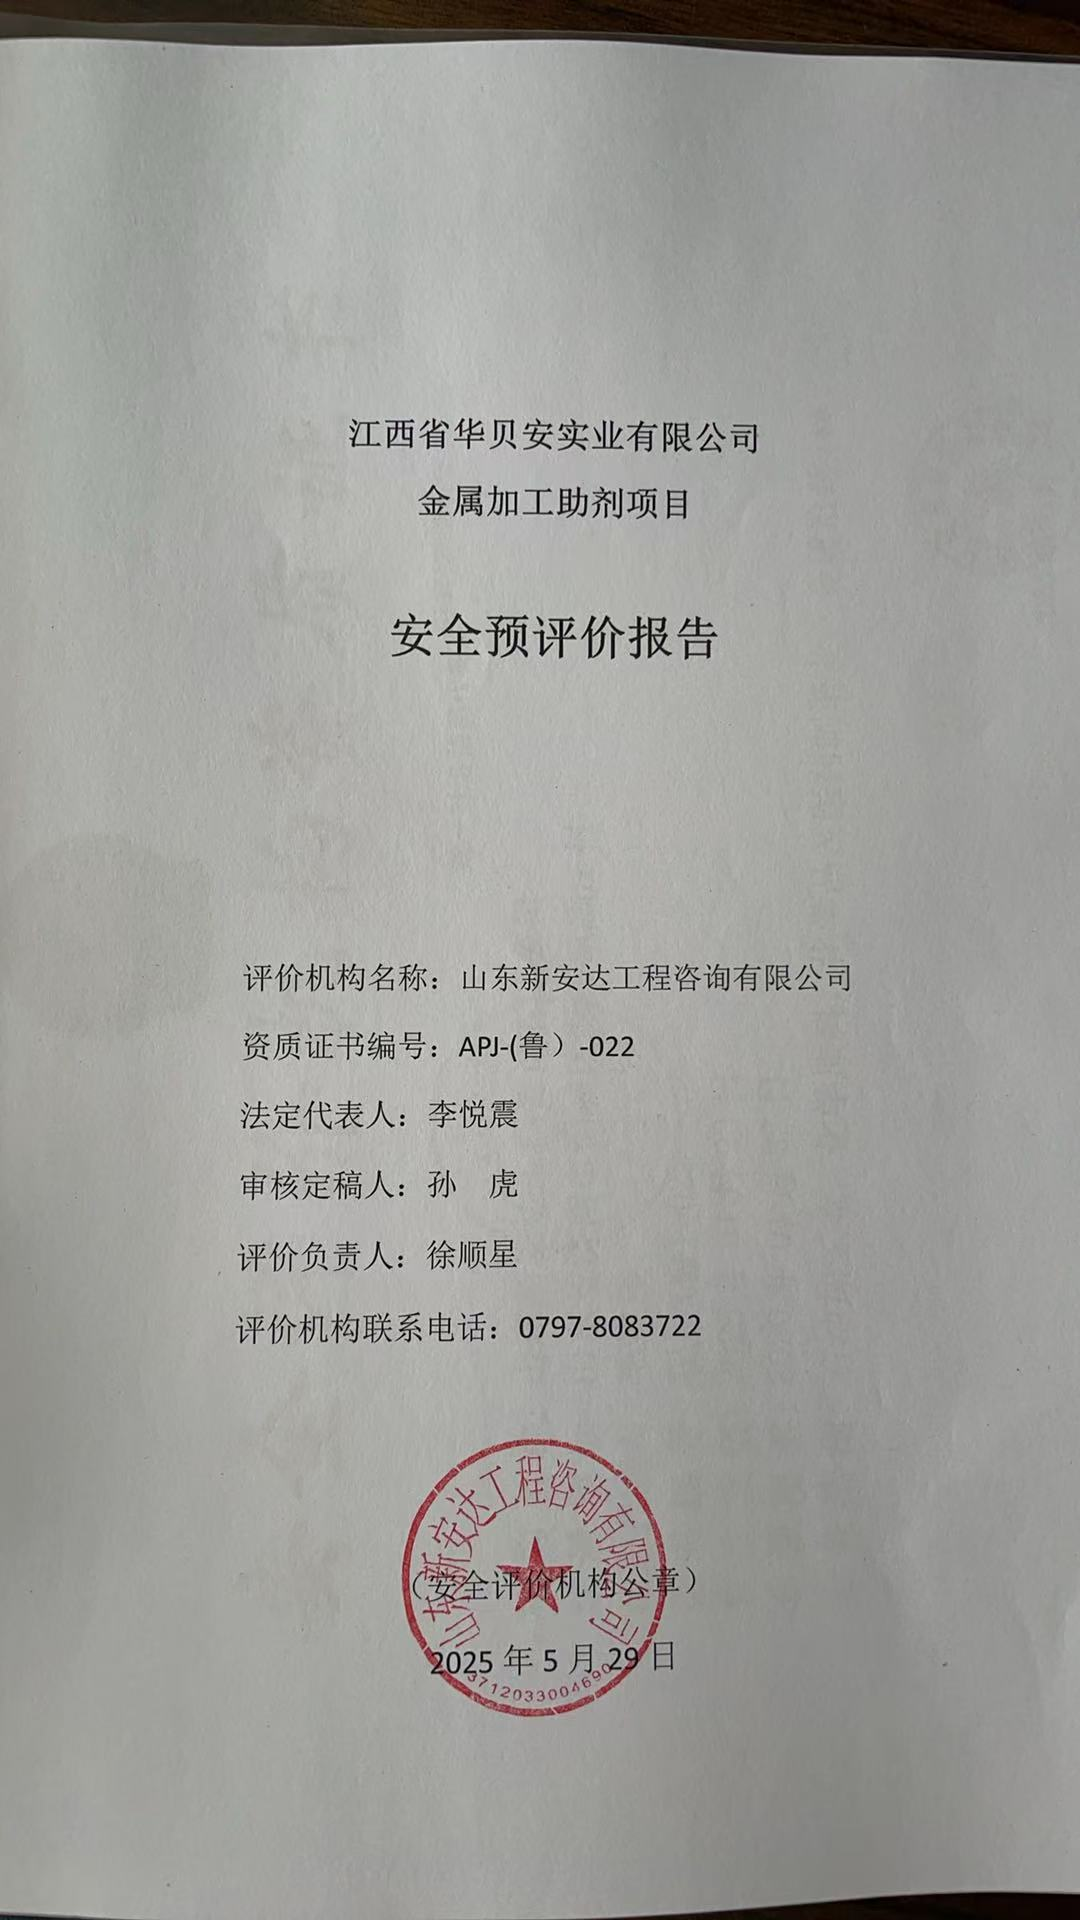 江西省华贝安实业有限公司
金属加工助剂项目
安全预评价报告
评价机构名称：山东新安达工程咨询有限公司
资质证书编号：APJ-(鲁）-022
法定代表人：李悦震
审核定稿人：孙　虎
评价负责人：徐顺星
评价机构联系电话：0797-8083722
山东新安达工程咨询有限公司
（安全评价机构公章）
2025 年 5 月 29 日
3712033004690